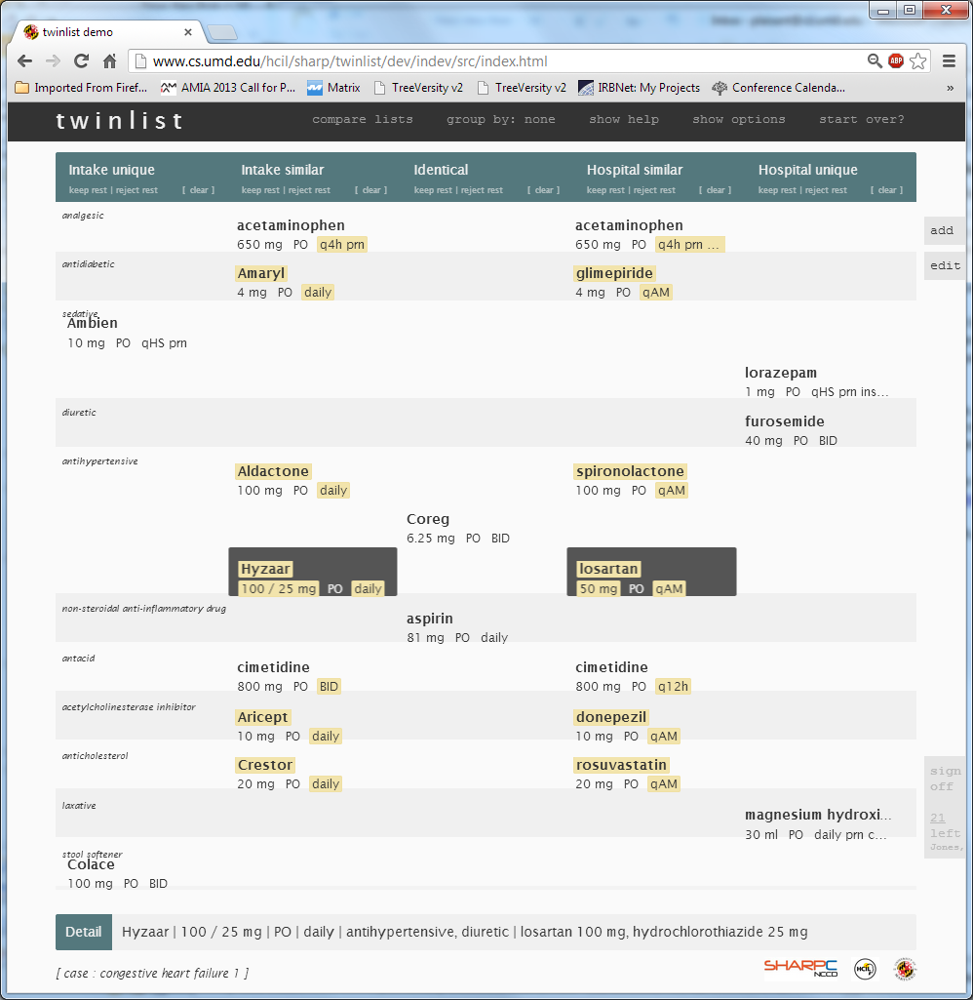 twinlist demo
www.cs.umd.edu/hcil/sharp/twinlist/dev/indev/src/index.html
ABP
Imported From Firef... AMIA 2013 Call for P... Matrix TreeVersity v2 TreeVersity v2 IRBNet: My Projects Conference Calenda... »
twinlist compare lists group by: none show help show options start over?
Intake unique Intake similar Identical Hospital similar Hospital unique
keep rest | reject rest [ clear ] keep rest | reject rest [ clear ] keep rest | reject rest [ clear ] keep rest | reject rest [ clear ] keep rest | reject rest [ clear ]
analgesic
acetaminophen acetaminophen
add
650 mg PO q4h prn 650 mg PO q4h prn ...
antidiabetic
edit
Amaryl glimepiride
4 mg PO daily 4 mg PO qAM
sedative
Ambien
10 mg PO qHS prn
lorazepam
1 mg PO qHS prn ins...
diuretic
furosemide
40 mg PO BID
antihypertensive
Aldactone spironolactone
100 mg PO daily 100 mg PO qAM
Coreg
6.25 mg PO BID
Hyzaar losartan
100 / 25 mg PO daily 50 mg PO qAM
non-steroidal anti-inflammatory drug
aspirin
81 mg PO daily
antacid
cimetidine cimetidine
800 mg PO BID 800 mg PO q12h
acetylcholinesterase inhibitor
Aricept donepezil
10 mg PO daily 10 mg PO qAM
anticholesterol
Crestor rosuvastatin
20 mg PO daily 20 mg PO qAM
sign
off
laxative
magnesium hydroxi...
30 ml PO daily prn c...
21
left
Jones,
stool softener
Colace
100 mg PO BID
Detail Hyzaar | 100 / 25 mg | PO | daily | antihypertensive, diuretic | losartan 100 mg, hydrochlorothiazide 25 mg
[ case : congestive heart failure 1 ] SHARPC
NCCD
HCIL